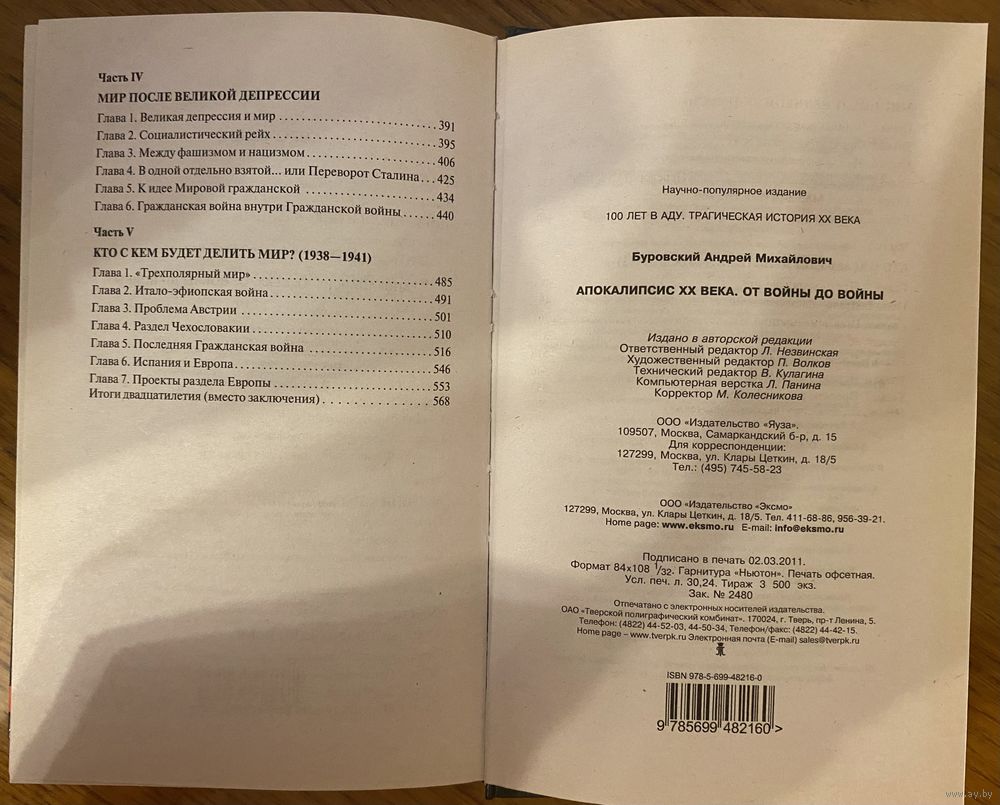 Часть IV
МИР ПОСЛЕ ВЕЛИКОЙ ДЕПРЕССИИ
Глава 1. Великая депрессия и мир ........................ 391
Глава 2. Социалистический рейх ........................ 395
Глава 3. Между фашизмом и нацизмом ................... 406
Глава 4. В одной отдельно взятой... или Переворот Сталина... 425
Глава 5. К идее Мировой гражданской .................... 434
Глава 6. Гражданская война внутри Гражданской войны...... 440
Часть V
КТО С КЕМ БУДЕТ ДЕЛИТЬ МИР? (1938—1941)
Глава 1. «Трехполярный мир» ........................... 485
Глава 2. Итало-эфиопская война ......................... 491
Глава 3. Проблема Австрии ............................. 501
Глава 4. Раздел Чехословакии ........................... 510
Глава 5. Последняя Гражданская война ................... 516
Глава 6. Испания и Европа.............................. 546
Глава 7. Проекты раздела Европы ........................ 553
Итоги двадцатилетия (вместо заключения) . . . . . . . . . . . . 568
Научно-популярное издание
100 ЛЕТ В АДУ. ТРАГИЧЕСКАЯ ИСТОРИЯ XX ВЕКА
Буровский Андрей Михайлович
АПОКАЛИПСИС XX ВЕКА. ОТ ВОЙНЫ ДО ВОЙНЫ
Издано в авторской редакции
Ответственный редактор Л. Незвинская
Художественный редактор П. Волков
Технический редактор В. Кулагина
Компьютерная верстка Л. Панина
Корректор М. Колесникова
ООО «Издательство «Яуза».
109507, Москва, Самаркандский б-р, д. 15
Для корреспонденции:
127299, Москва, ул. Клары Цеткин, д. 18/5
Тел.: (495) 745-58-23
ООО «Издательство «Эксмо»
127299, Москва, ул. Клары Цеткин, д. 18/5. Тел. 411-68-86, 956-39-21.
Home page: www.eksmo.ru E-mail: info@eksmo.ru
Подписано в печать 02.03.2011.
Формат 84x108 1/32. Гарнитура «Ньютон». Печать офсетная.
Усл. печ. л. 30,24. Тираж 3 500 экз.
Зак. № 2480
Отпечатано с электронных носителей издательства.
ОАО «Тверской полиграфический комбинат». 170024, г. Тверь, пр-т Ленина, 5.
Телефон: (4822) 44-52-03, 44-50-34, Телефон/факс: (4822) 44-42-15.
Home page – www.tverpk.ru Электронная почта (E-mail) sales@tverpk.ru
ISBN 978-5-699-48216-0
9 785699 482160 >
www.ay.by